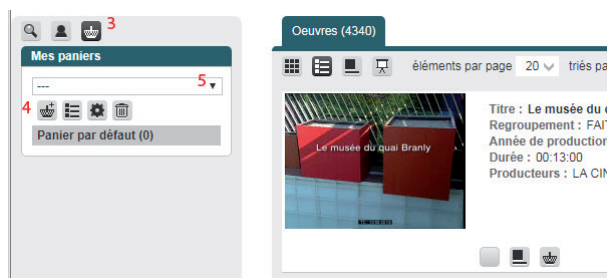 3
Mes paniers
---
5
4
Panier par défaut (0)
Oeuvres (4340)
éléments par page 20 triés pa
Le musée du quai Branly
Titre : Le musée du
Regroupement : FAI
Année de production
Durée : 00:13:00
Producteurs : LA CIN